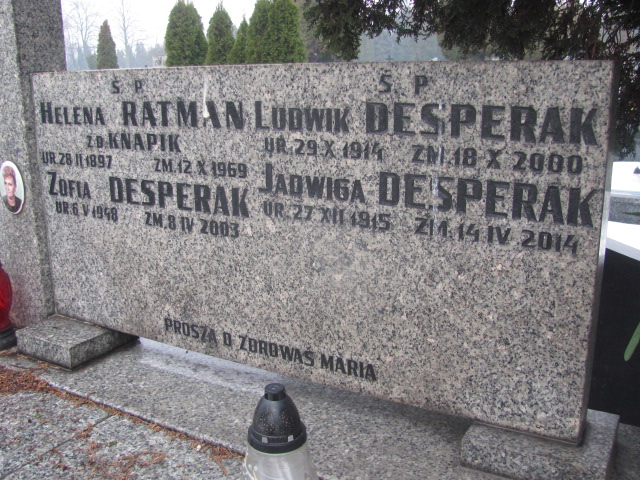 S P
HELENA RATMAN
Z D. KNAPIK
UR. 28 II 1897 ZM. 12 X 1969
ZOFIA DESPERAK
UR. 6 V 1948 ZM. 8 IV 2003
S P
LUDWIK DESPERAK
UR. 29 X 1914 ZM. 18 X 2000
JADWIGA DESPERAK
UR. 27 XII 1915 ZM. 14 IV 2014
PROSZĄ O ZDROWAŚ MARIA